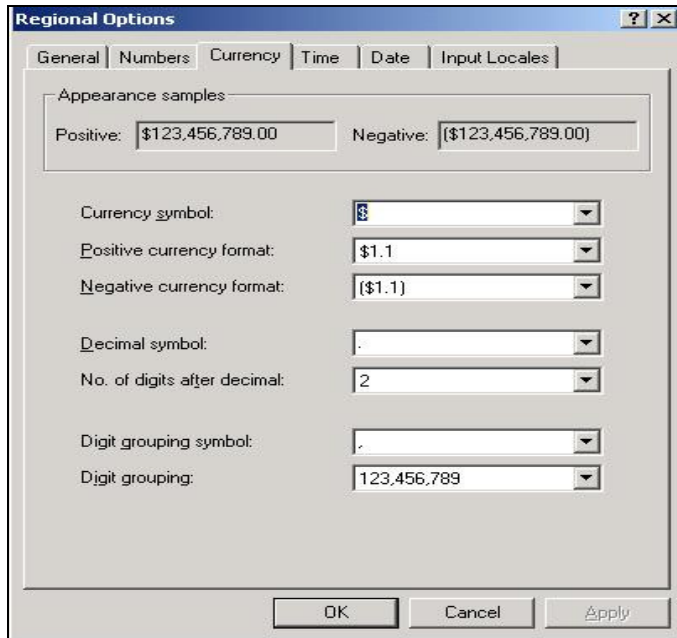 Regional Options
General Numbers Currency Time Date Input Locales
Appearance samples
Positive: $123,456,789.00 Negative: ($123,456,789.00)
Currency symbol: $
Positive currency format: $1.1
Negative currency format: ($1.1)
Decimal symbol: .
No. of digits after decimal: 2
Digit grouping symbol: ,
Digit grouping: 123,456,789
OK Cancel Apply